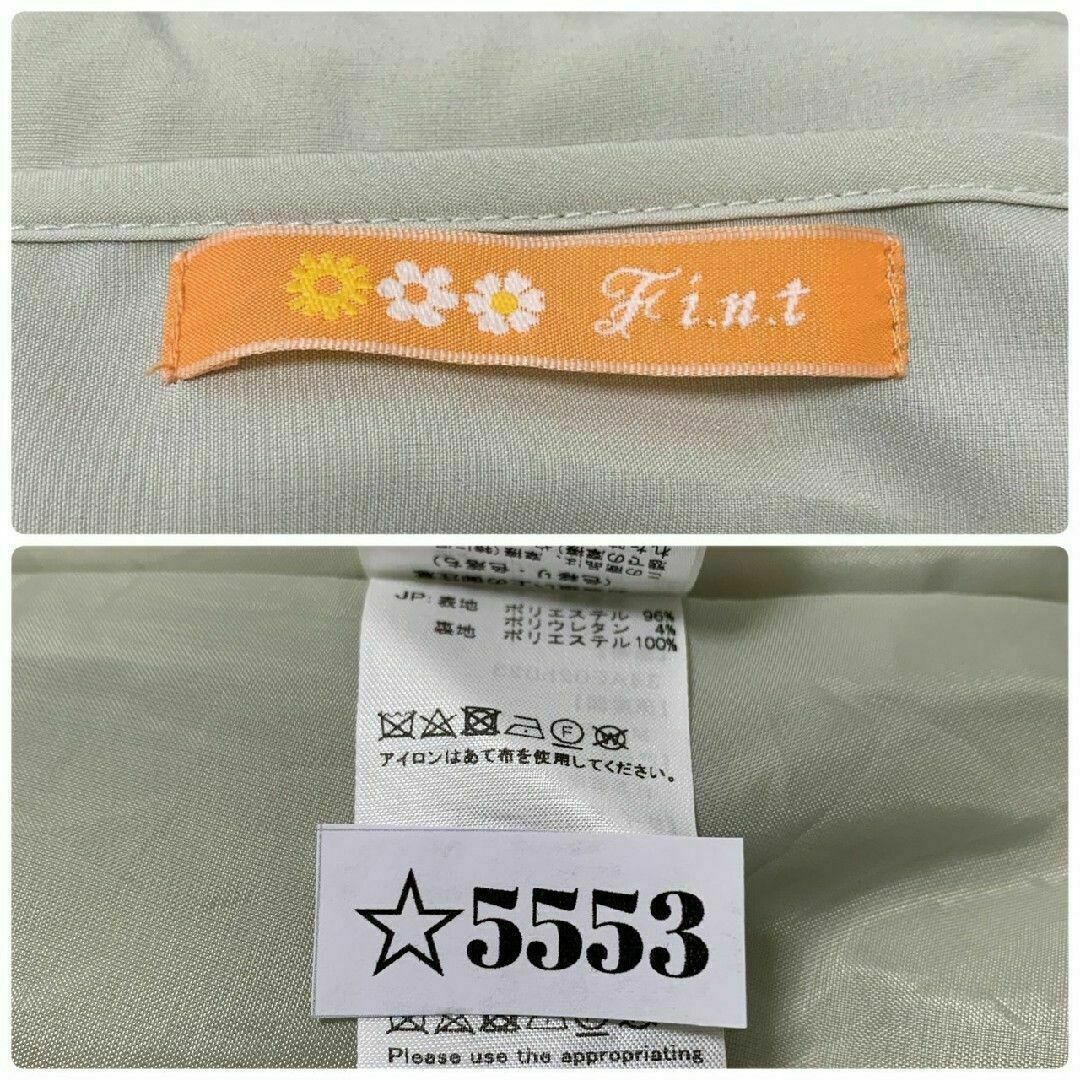 F.i.n.t
JP: 表地 ポリエステル 96%
ポリウレタン 4%
裏地 ポリエステル 100%
F W
アイロンはあて布を使用してください。
☆5553
Please use the appropriating